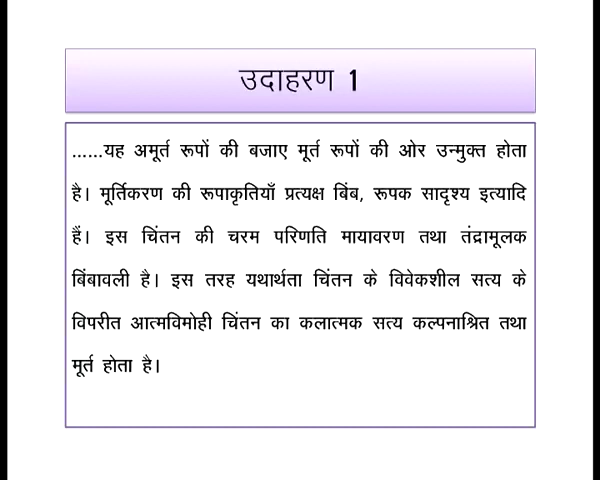 उदाहरण 1
......यह अमूर्त रूपों की बजाए मूर्त रूपों की ओर उन्मुक्त होता
है। मूर्तिकरण की रूपाकृतियाँ प्रत्यक्ष बिंब, रूपक सादृश्य इत्यादि
हैं। इस चिंतन की चरम परिणति मायावरण तथा तंद्रामूलक
बिंबावली है। इस तरह यथार्थता चिंतन के विवेकशील सत्य के
विपरीत आत्मविमोही चिंतन का कलात्मक सत्य कल्पनाश्रित तथा
मूर्त होता है।